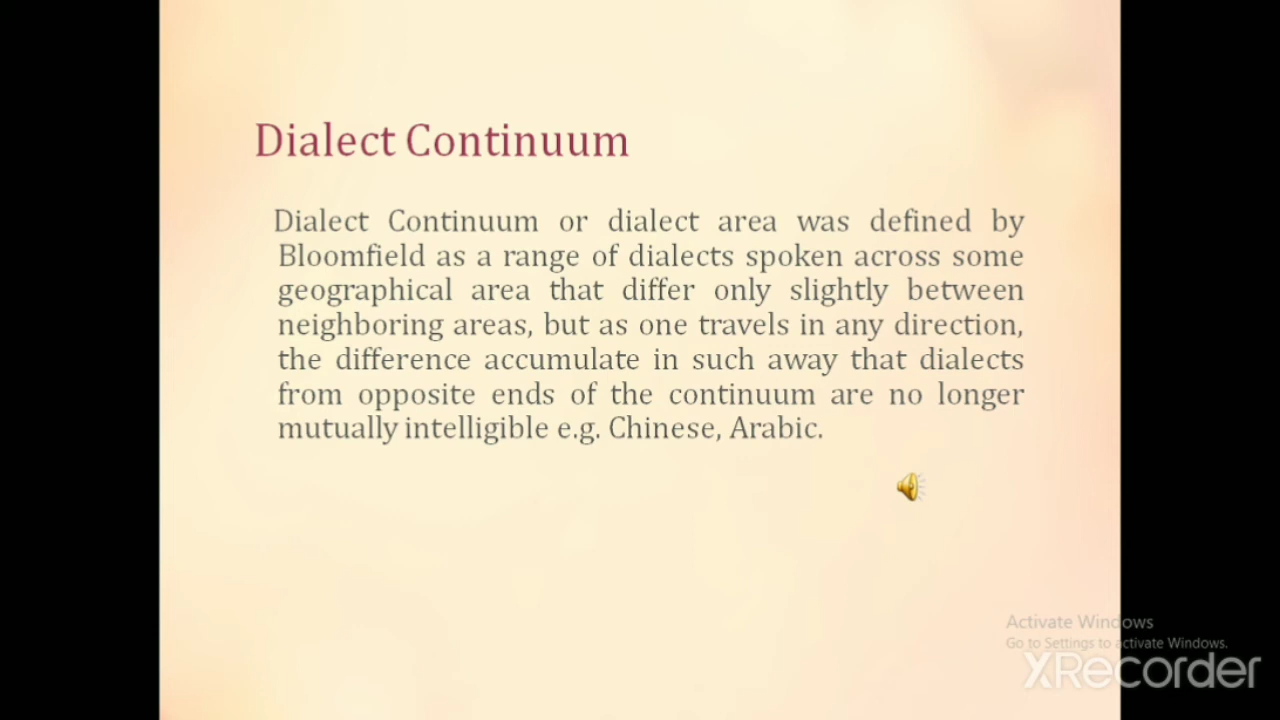 Dialect Continuum
Dialect Continuum or dialect area was defined by
Bloomfield as a range of dialects spoken across some
geographical area that differ only slightly between
neighboring areas, but as one travels in any direction,
the difference accumulate in such away that dialects
from opposite ends of the continuum are no longer
mutually intelligible e.g. Chinese, Arabic.
Activate Windows
Go to Settings to activate Windows.
XRecorder